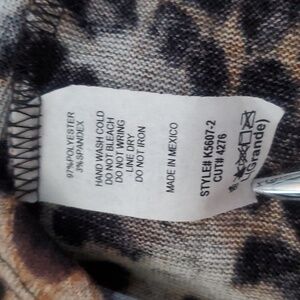 97%POLYESTER
3%SPANDEX
HAND WASH COLD
DO NOT BLEACH
DO NOT WRING
LINE DRY
DO NOT IRON
MADE IN MEXICO
STYLE# K5607-2
CUT# 4276
(Grande)